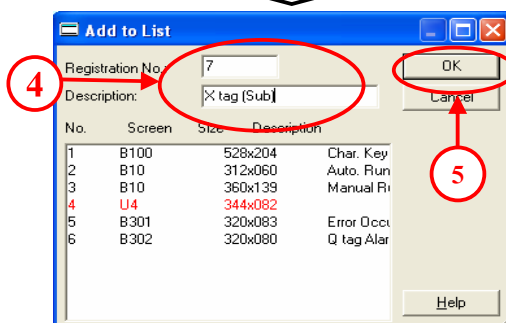 Add to List
Registration No.: 7
OK
Description: X tag (Sub)
Cancel
4
5
No. Screen Size Description
1 B100 528x204 Char. Key
2 B10 312x060 Auto. Run
3 B10 360x139 Manual Ru
4 U4 344x082
5 B301 320x083 Error Occu
6 B302 320x080 Q tag Alar
Help